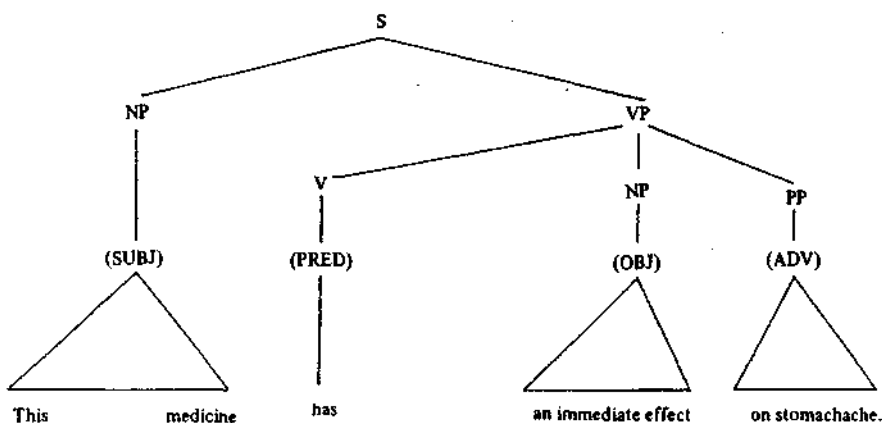 S
NP VP
V NP PP
(SUBJ) (PRED) (OBJ) (ADV)
This medicine has an immediate effect on stomachache.